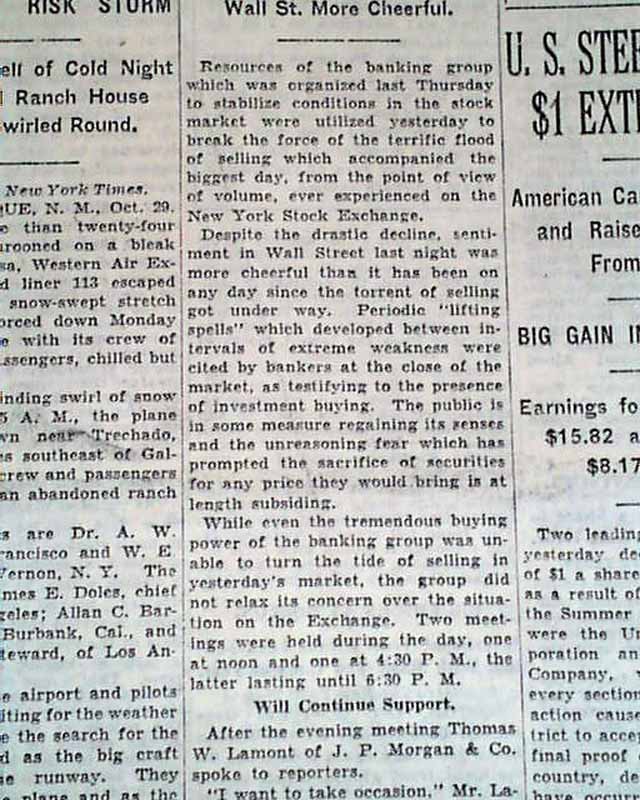 RISK STORM
ell of Cold Night
Ranch House
wirled Round.
New York Times.
QUE, N. M., Oct. 29.
than twenty-four
arooned on a bleak
sa, Western Air Ex-
d liner 113 escaped
snow-swept stretch
orced down Monday
e with its crew of
assengers, chilled but
inding swirl of snow
5 A. M., the plane
wn near Trechado,
es southeast of Gal-
crew and passengers
an abandoned ranch
s are Dr. A. W.
rancisco and W. E.
Vernon, N. Y. The
mes E. Doles, chief
geles; Allan C. Bar-
Burbank, Cal., and
teward, of Los An-
e airport and pilots
iting for the weather
e the search for the
d as the big craft
e runway. They
plane and as the
Wall St. More Cheerful.
Resources of the banking group
which was organized last Thursday
to stabilize conditions in the stock
market were utilized yesterday to
break the force of the terrific flood
of selling which accompanied the
biggest day, from the point of view
of volume, ever experienced on the
New York Stock Exchange.
Despite the drastic decline, senti-
ment in Wall Street last night was
more cheerful than it has been on
any day since the torrent of selling
got under way. Periodic "lifting
spells" which developed between in-
tervals of extreme weakness were
cited by bankers at the close of the
market, as testifying to the presence
of investment buying. The public is
in some measure regaining its senses
and the unreasoning fear which has
prompted the sacrifice of securities
for any price they would bring is at
length subsiding.
While even the tremendous buying
power of the banking group was un-
able to turn the tide of selling in
yesterday's market, the group did
not relax its concern over the situa-
tion on the Exchange. Two meet-
ings were held during the day, one
at noon and one at 4:30 P. M., the
latter lasting until 6:30 P. M.
Will Continue Support.
After the evening meeting Thomas
W. Lamont of J. P. Morgan & Co.
spoke to reporters.
"I want to take occasion," Mr. La-
U. S. STEE
$1 EXT
American Ca
and Raise
From
BIG GAIN I
Earnings fo
$15.82 a
$8.17
Two leading
yesterday de
of $1 a share
as a result of
the Summer
were the Un
poration an
Company,
every section
action cause
trict to accep
final proof
country, de
have occur